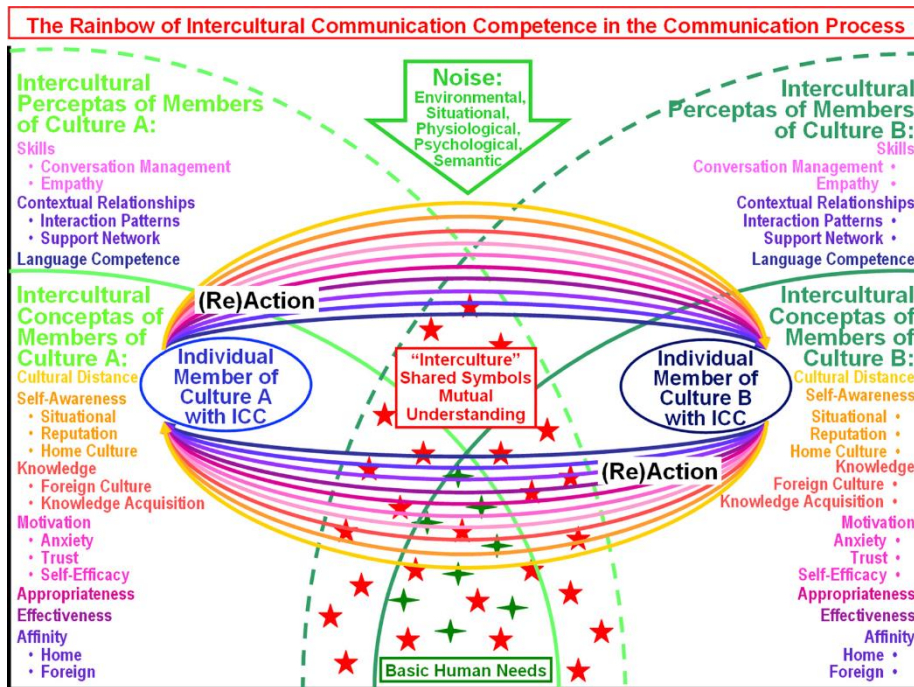 The Rainbow of Intercultural Communication Competence in the Communication Process
Intercultural
Perceptas of Members
of Culture A:
Skills
• Conversation Management
• Empathy
Contextual Relationships
• Interaction Patterns
• Support Network
Language Competence
Noise:
Environmental,
Situational,
Physiological,
Psychological,
Semantic
Intercultural
Perceptas of Members
of Culture B:
Skills
Conversation Management •
Empathy •
Contextual Relationships
Interaction Patterns •
Support Network •
Language Competence
Intercultural
Conceptas of
Members of
Culture A:
Cultural Distance
Self-Awareness
• Situational
• Reputation
• Home Culture
Knowledge
• Foreign Culture
• Knowledge Acquisition
Motivation
• Anxiety
• Trust
• Self-Efficacy
Appropriateness
Effectiveness
Affinity
• Home
• Foreign
(Re)Action
Individual
Member of
Culture A
with ICC
“Interculture”
Shared Symbols
Mutual
Understanding
Individual
Member of
Culture B
with ICC
(Re)Action
Basic Human Needs
Intercultural
Conceptas of
Members of
Culture B:
Cultural Distance
Self-Awareness
Situational •
Reputation •
Home Culture •
Knowledge
Foreign Culture •
Knowledge Acquisition •
Motivation
Anxiety •
Trust •
Self-Efficacy •
Appropriateness
Effectiveness
Affinity
Home •
Foreign •